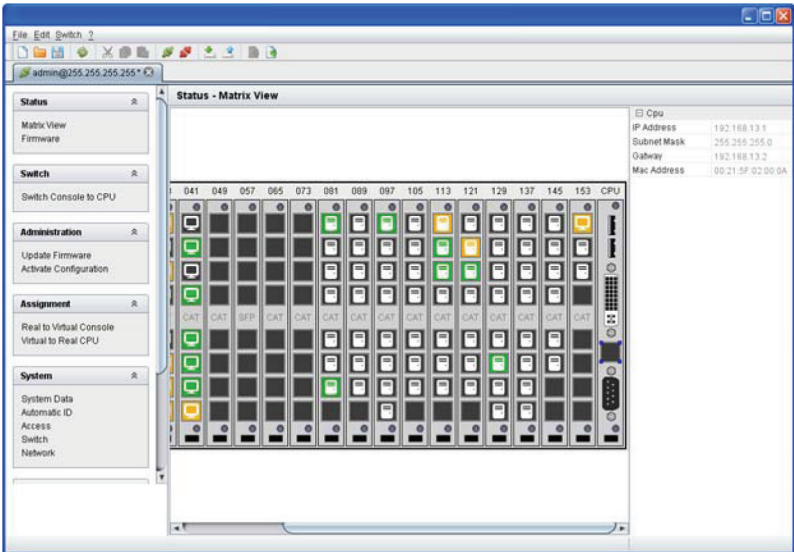 File Edit Switch ?
admin@255.255.255.255*
Status
Matrix View
Firmware
Switch
Switch Console to CPU
Administration
Update Firmware
Activate Configuration
Assignment
Real to Virtual Console
Virtual to Real CPU
System
System Data
Automatic ID
Access
Switch
Network
Status - Matrix View
041 049 057 065 073 081 089 097 105 113 121 129 137 145 153 CPU
CAT CAT SFP CAT CAT CAT CAT CAT CAT CAT CAT CAT CAT CAT CAT
Cpu
IP Address 192.168.13.1
Subnet Mask 255.255.255.0
Gatway 192.168.13.2
Mac Address 00:21:5F:02:00:0A